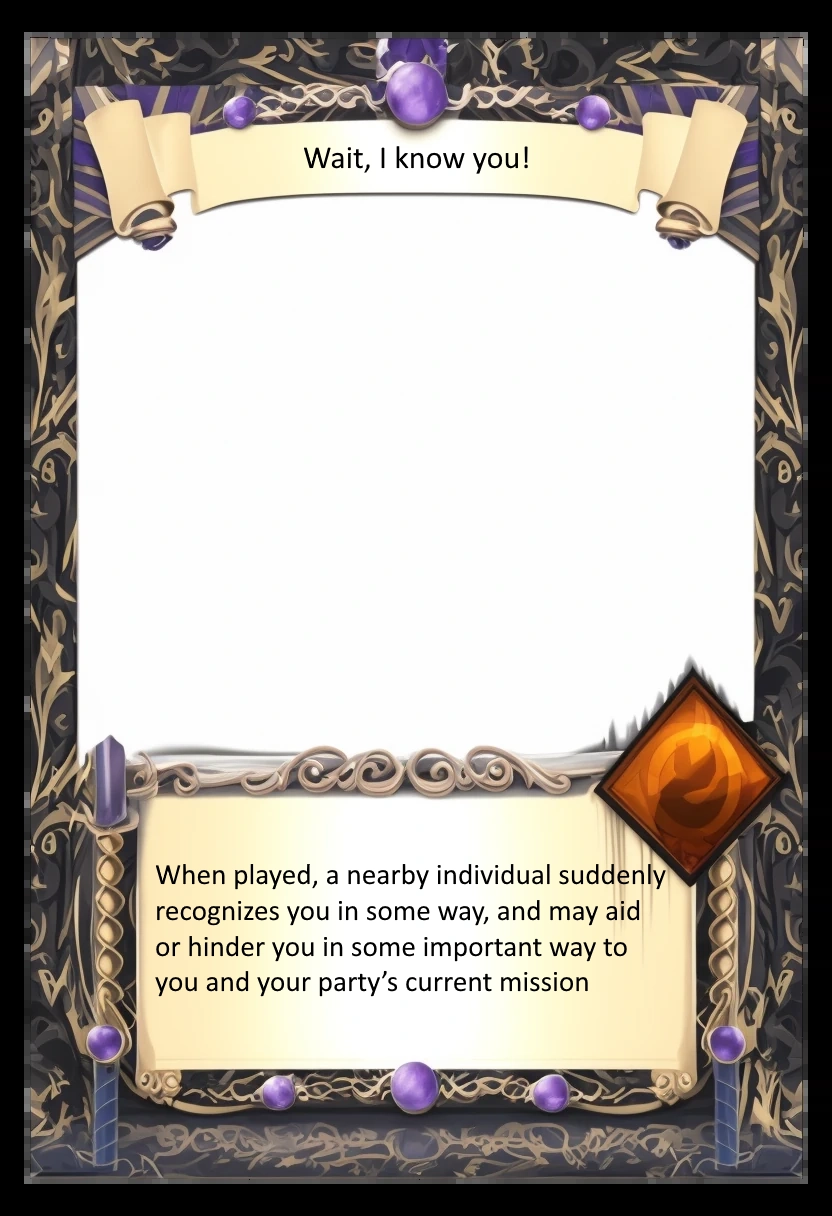 Wait, I know you!
When played, a nearby individual suddenly
recognizes you in some way, and may aid
or hinder you in some important way to
you and your party’s current mission